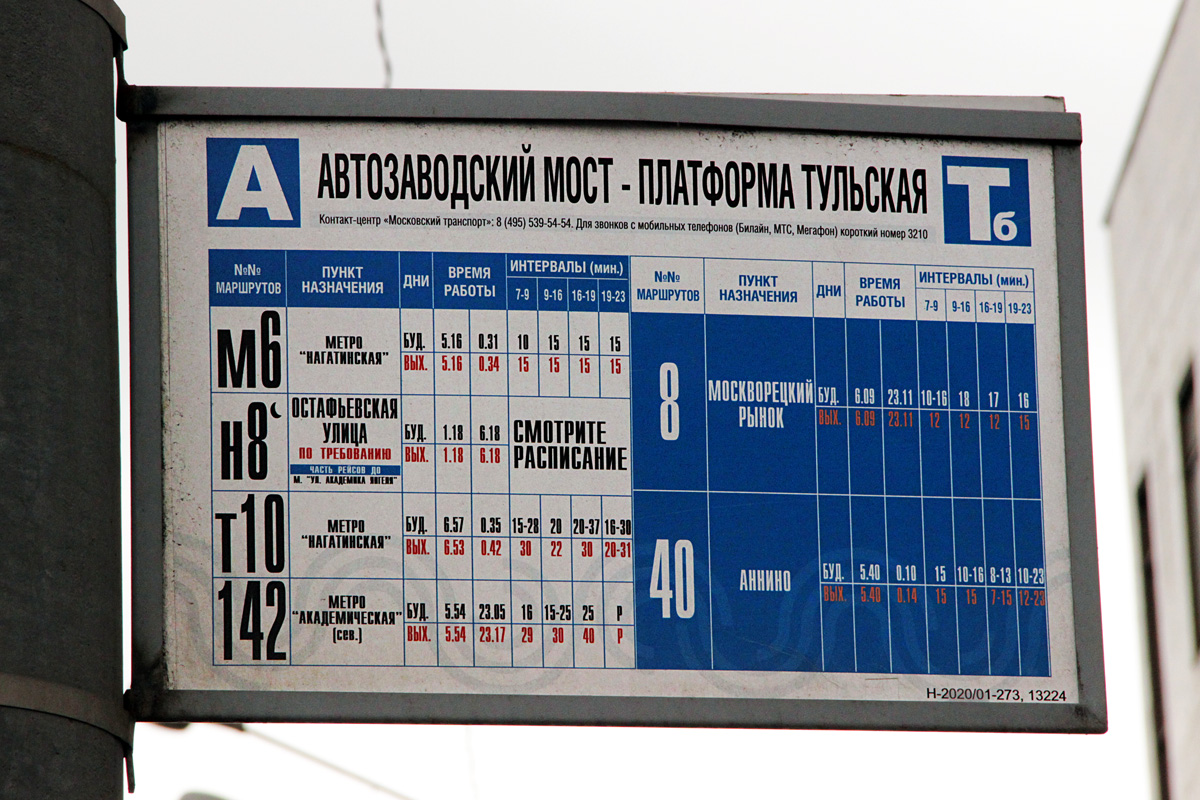 А АВТОЗАВОДСКИЙ МОСТ - ПЛАТФОРМА ТУЛЬСКАЯ Тб
Контакт-центр «Московский транспорт»: 8 (495) 539-54-54. Для звонков с мобильных телефонов (Билайн, МТС, Мегафон) короткий номер 3210
№№ МАРШРУТОВ
ПУНКТ НАЗНАЧЕНИЯ
ДНИ
ВРЕМЯ РАБОТЫ
ИНТЕРВАЛЫ (мин.)
7-9 9-16 16-19 19-23
м6
МЕТРО
"НАГАТИНСКАЯ"
БУД. 5.16 0.31 10 15 15 15
ВЫХ. 5.16 0.34 15 15 15 15
н8
ОСТАФЬЕВСКАЯ
УЛИЦА
ПО ТРЕБОВАНИЮ
ЧАСТЬ РЕЙСОВ ДО
М. "УЛ. АКАДЕМИКА ЯНГЕЛЯ"
БУД. 1.18 6.18
ВЫХ. 1.18 6.18
СМОТРИТЕ
РАСПИСАНИЕ
т10
МЕТРО
"НАГАТИНСКАЯ"
БУД. 6.57 0.35 15-28 20 20-37 16-30
ВЫХ. 6.53 0.42 30 22 30 20-31
142
МЕТРО
"АКАДЕМИЧЕСКАЯ"
(сев.)
БУД. 5.54 23.05 16 15-25 25 Р
ВЫХ. 5.54 23.17 29 30 40 Р
№№ МАРШРУТОВ
ПУНКТ НАЗНАЧЕНИЯ
ДНИ
ВРЕМЯ РАБОТЫ
ИНТЕРВАЛЫ (мин.)
7-9 9-16 16-19 19-23
8
МОСКВОРЕЦКИЙ
РЫНОК
БУД. 6.09 23.11 10-16 18 17 16
ВЫХ. 6.09 23.11 12 12 12 15
40
АННИНО
БУД. 5.40 0.10 15 10-16 8-13 10-23
ВЫХ. 5.40 0.14 15 15 7-15 12-23
Н-2020/01-273, 13224